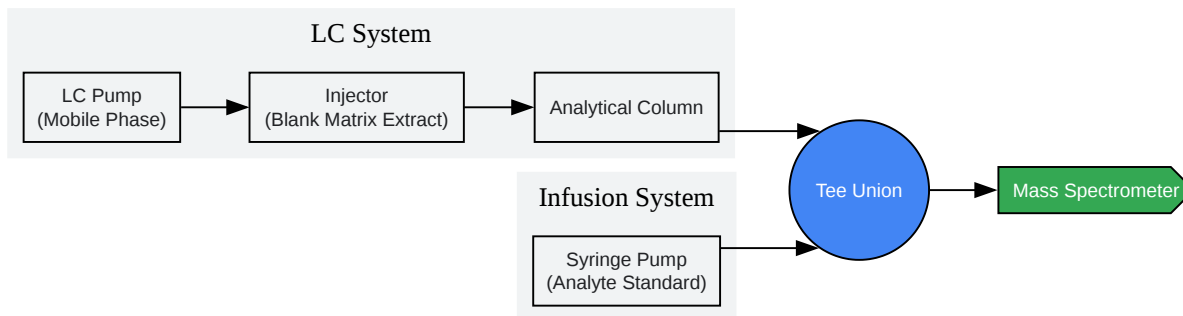 LC System
LC Pump
(Mobile Phase)
Injector
(Blank Matrix Extract)
Analytical Column
Tee Union
Mass Spectrometer
Infusion System
Syringe Pump
(Analyte Standard)